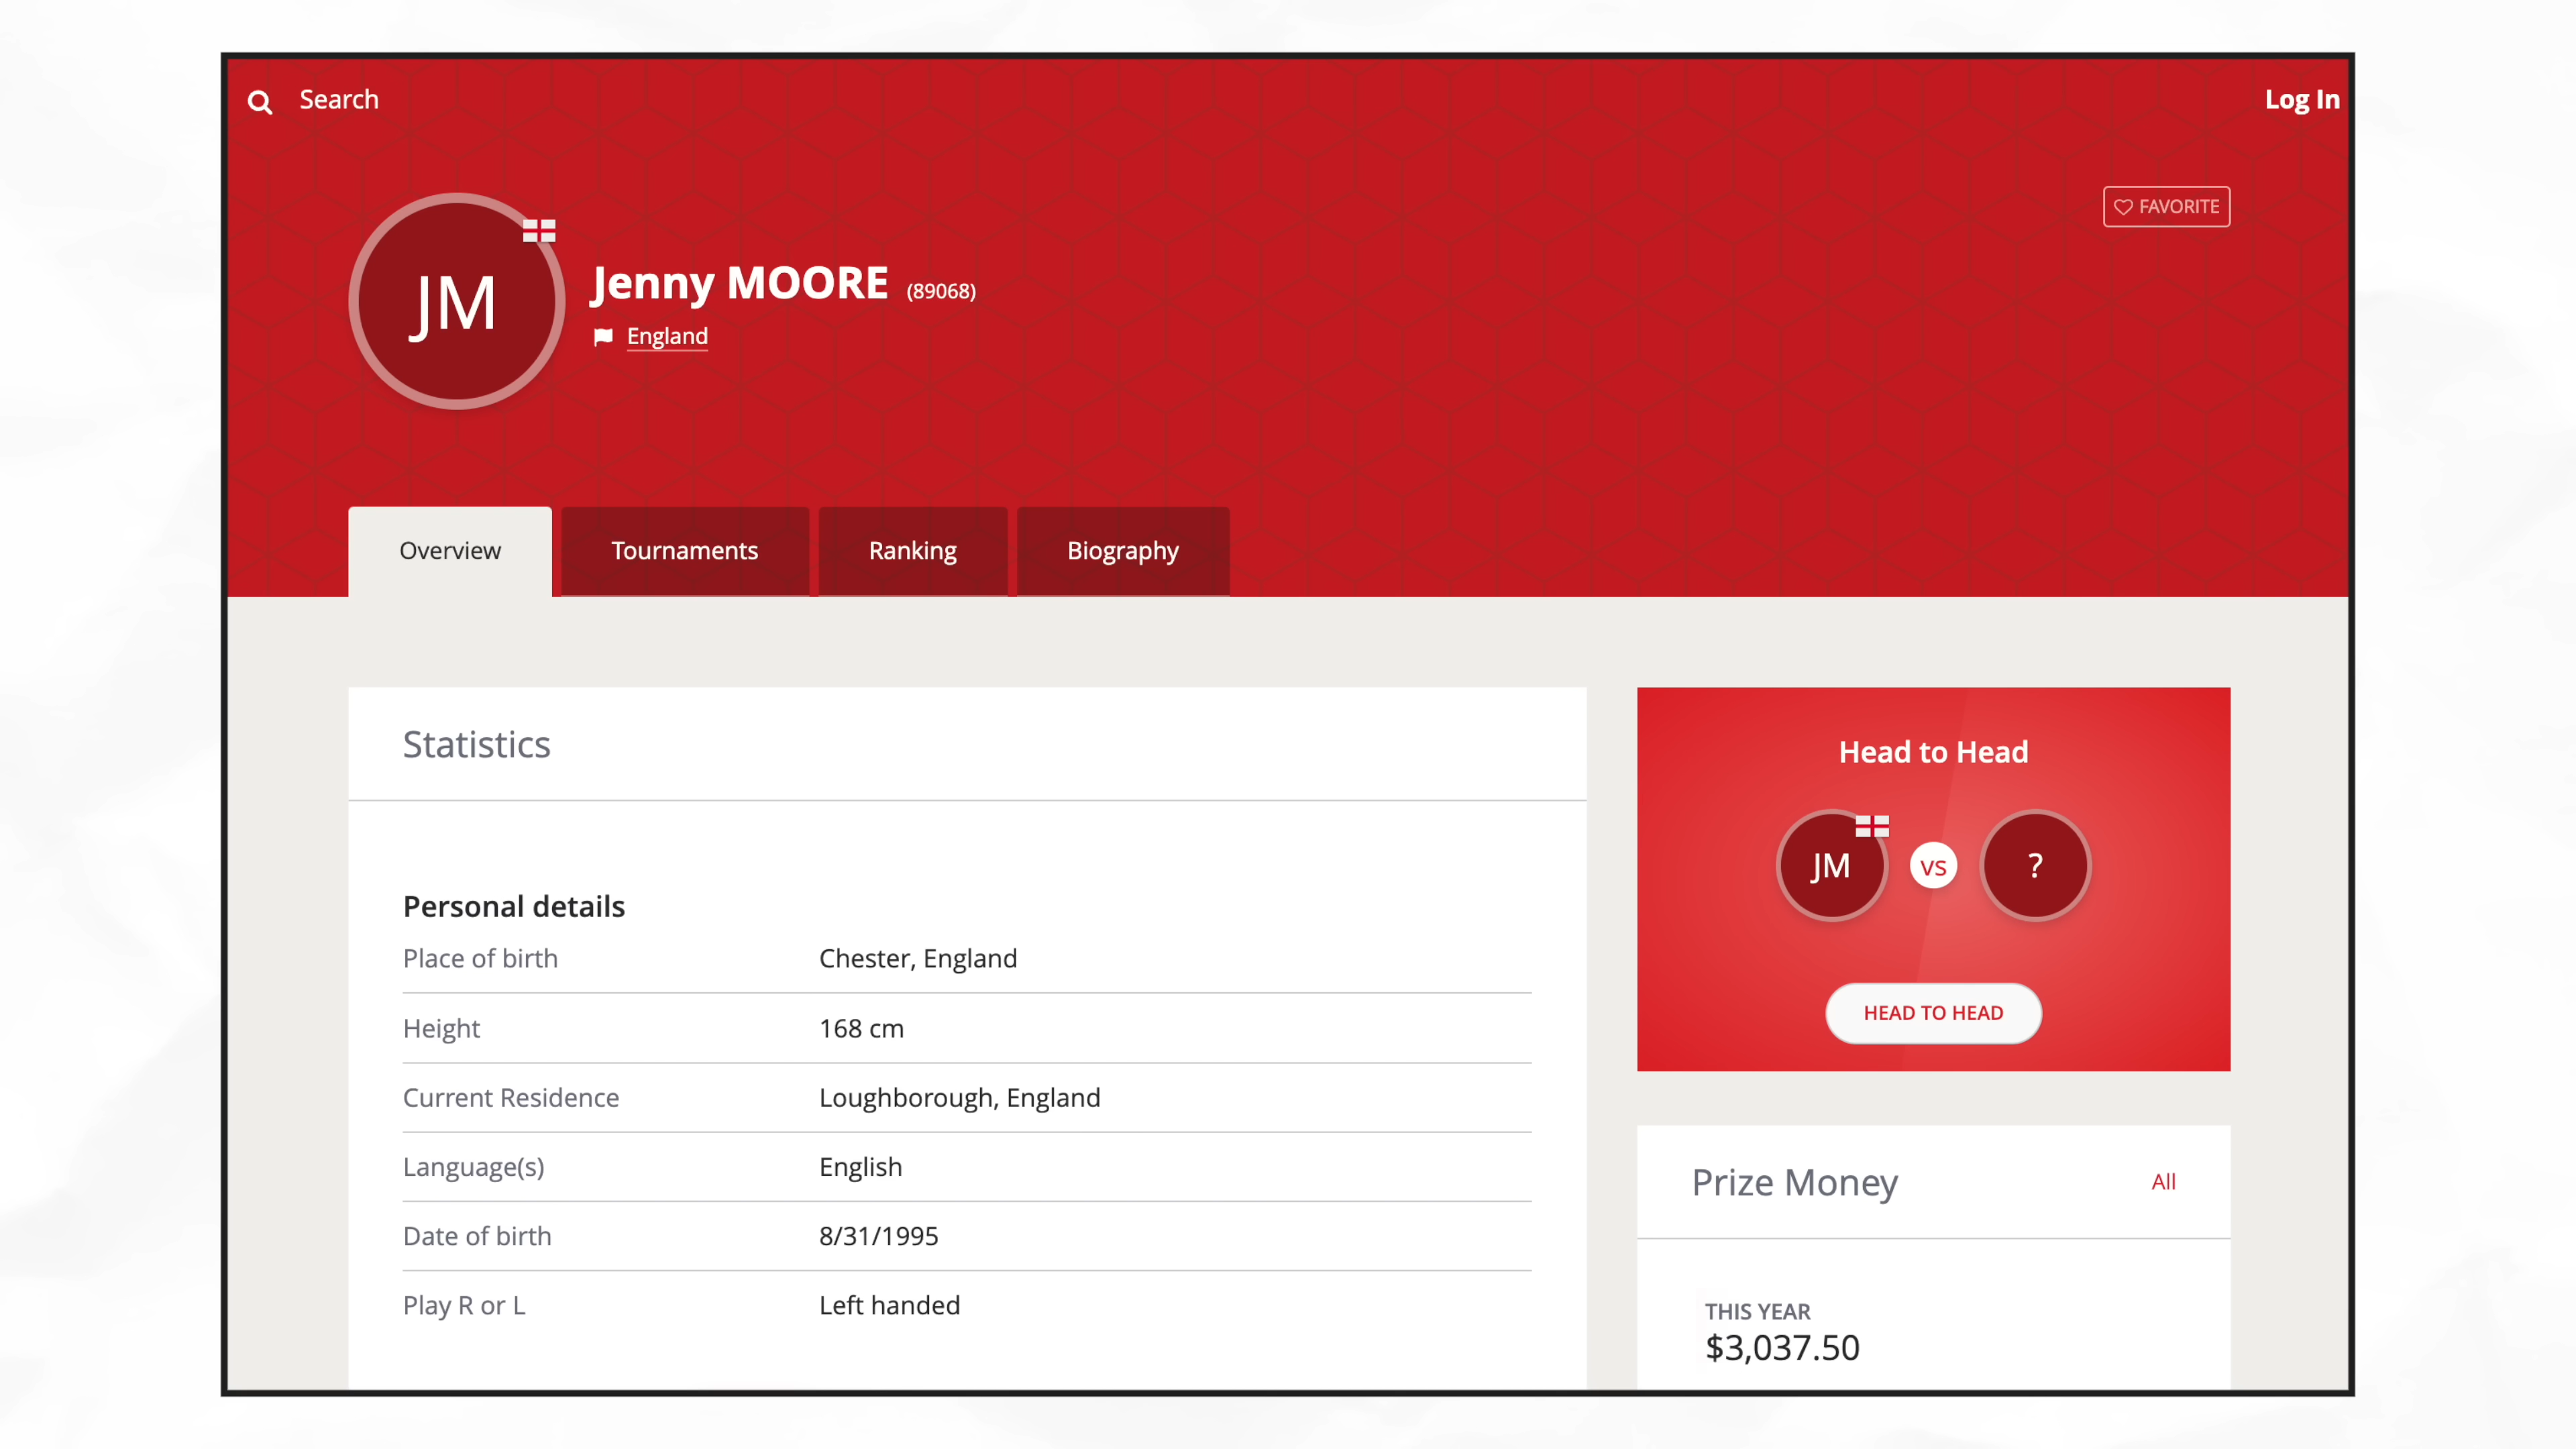 Search
Log In
FAVORITE
JM
Jenny MOORE (89068)
England
Overview
Tournaments
Ranking
Biography
Statistics
Personal details
Place of birth Chester, England
Height 168 cm
Current Residence Loughborough, England
Language(s) English
Date of birth 8/31/1995
Play R or L Left handed
Head to Head
JM vs ?
HEAD TO HEAD
Prize Money All
THIS YEAR
$3,037.50